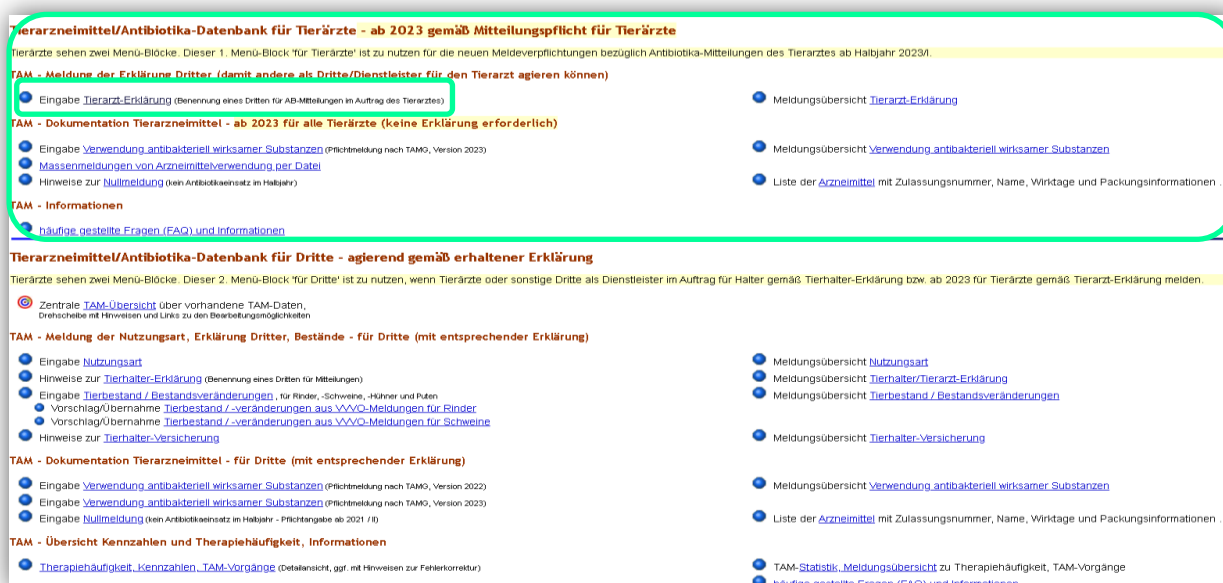 Tierarzneimittel/Antibiotika-Datenbank für Tierärzte - ab 2023 gemäß Mitteilungspflicht für Tierärzte
Tierärzte sehen zwei Menü-Blöcke. Dieser 1. Menü-Block 'für Tierärzte' ist zu nutzen für die neuen Meldeverpflichtungen bezüglich Antibiotika-Mitteilungen des Tierarztes ab Halbjahr 2023/I.
TAM - Meldung der Erklärung Dritter (damit andere als Dritte/Dienstleister für den Tierarzt agieren können)
Eingabe Tierarzt-Erklärung (Benennung eines Dritten für AB-Mitteilungen im Auftrag des Tierarztes)
Meldungsübersicht Tierarzt-Erklärung
TAM - Dokumentation Tierarzneimittel - ab 2023 für alle Tierärzte (keine Erklärung erforderlich)
Eingabe Verwendung antibakteriell wirksamer Substanzen (Pflichtmeldung nach TAMG, Version 2023)
Meldungsübersicht Verwendung antibakteriell wirksamer Substanzen
Massenmeldungen von Arzneimittelverwendung per Datei
Hinweise zur Nullmeldung (kein Antibiotikaeinsatz im Halbjahr)
Liste der Arzneimittel mit Zulassungsnummer, Name, Wirktage und Packungsinformationen .
TAM - Informationen
häufige gestellte Fragen (FAQ) und Informationen
Tierarzneimittel/Antibiotika-Datenbank für Dritte - agierend gemäß erhaltener Erklärung
Tierärzte sehen zwei Menü-Blöcke. Dieser 2. Menü-Block 'für Dritte' ist zu nutzen, wenn Tierärzte oder sonstige Dritte als Dienstleister im Auftrag für Halter gemäß Tierhalter-Erklärung bzw. ab 2023 für Tierärzte gemäß Tierarzt-Erklärung melden.
Zentrale TAM-Übersicht über vorhandene TAM-Daten,
Drehscheibe mit Hinweisen und Links zu den Bearbeitungsmöglichkeiten
TAM - Meldung der Nutzungsart, Erklärung Dritter, Bestände - für Dritte (mit entsprechender Erklärung)
Eingabe Nutzungsart
Meldungsübersicht Nutzungsart
Hinweise zur Tierhalter-Erklärung (Benennung eines Dritten für Mitteilungen)
Meldungsübersicht Tierhalter/Tierarzt-Erklärung
Eingabe Tierbestand / Bestandsveränderungen , für Rinder, -Schweine, -Hühner und Puten
Meldungsübersicht Tierbestand / Bestandsveränderungen
Vorschlag/Übernahme Tierbestand / -veränderungen aus VVVO-Meldungen für Rinder
Vorschlag/Übernahme Tierbestand / -veränderungen aus VVVO-Meldungen für Schweine
Hinweise zur Tierhalter-Versicherung
Meldungsübersicht Tierhalter-Versicherung
TAM - Dokumentation Tierarzneimittel - für Dritte (mit entsprechender Erklärung)
Eingabe Verwendung antibakteriell wirksamer Substanzen (Pflichtmeldung nach TAMG, Version 2022)
Meldungsübersicht Verwendung antibakteriell wirksamer Substanzen
Eingabe Verwendung antibakteriell wirksamer Substanzen (Pflichtmeldung nach TAMG, Version 2023)
Eingabe Nullmeldung (kein Antibiotikaeinsatz im Halbjahr - Pflichtangabe ab 2021 / II)
Liste der Arzneimittel mit Zulassungsnummer, Name, Wirktage und Packungsinformationen .
TAM - Übersicht Kennzahlen und Therapiehäufigkeit, Informationen
Therapiehäufigkeit, Kennzahlen, TAM-Vorgänge (Detailansicht, ggf. mit Hinweisen zur Fehlerkorrektur)
TAM-Statistik, Meldungsübersicht zu Therapiehäufigkeit, TAM-Vorgänge
häufige gestellte Fragen (FAQ) und Informationen